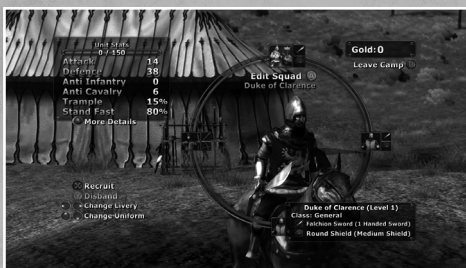 Unit Stats
0 / 150
Attack 14
Defence 38
Anti Infantry 0
Anti Cavalry 6
Trample 15%
Stand Fast 80%
More Details
Gold: 0
Leave Camp
Edit Squad
Duke of Clarence
Recruit
Disband
Change Livery
Change Uniform
Duke of Clarence (Level 1)
Class: General
Falchion Sword (1 Handed Sword)
Round Shield (Medium Shield)